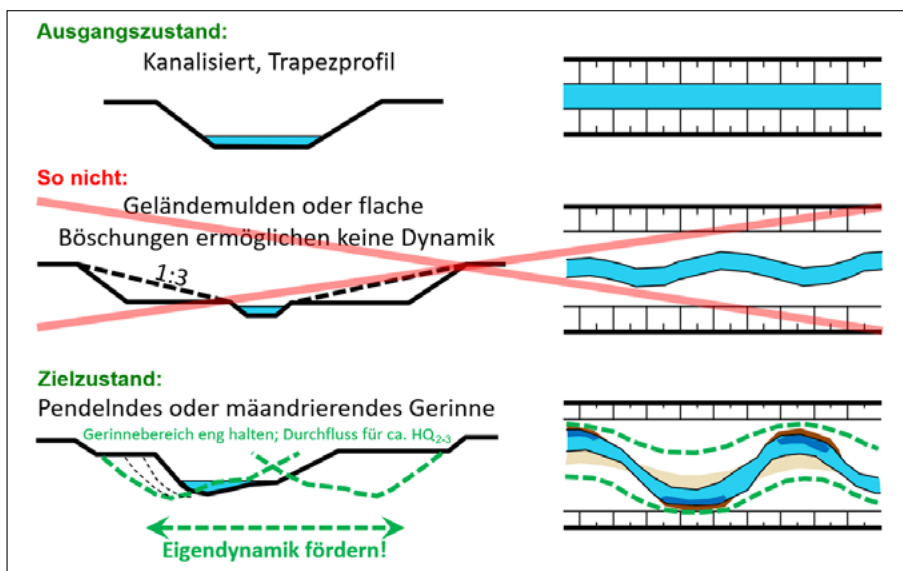 Ausgangszustand:
Kanalisiert, Trapezprofil
So nicht:
Geländemulden oder flache
Böschungen ermöglichen keine Dynamik
1:3
Zielzustand:
Pendelndes oder mäandrierendes Gerinne
Gerinnebereich eng halten; Durchfluss für ca. HQ₂₋₃
Eigendynamik fördern!